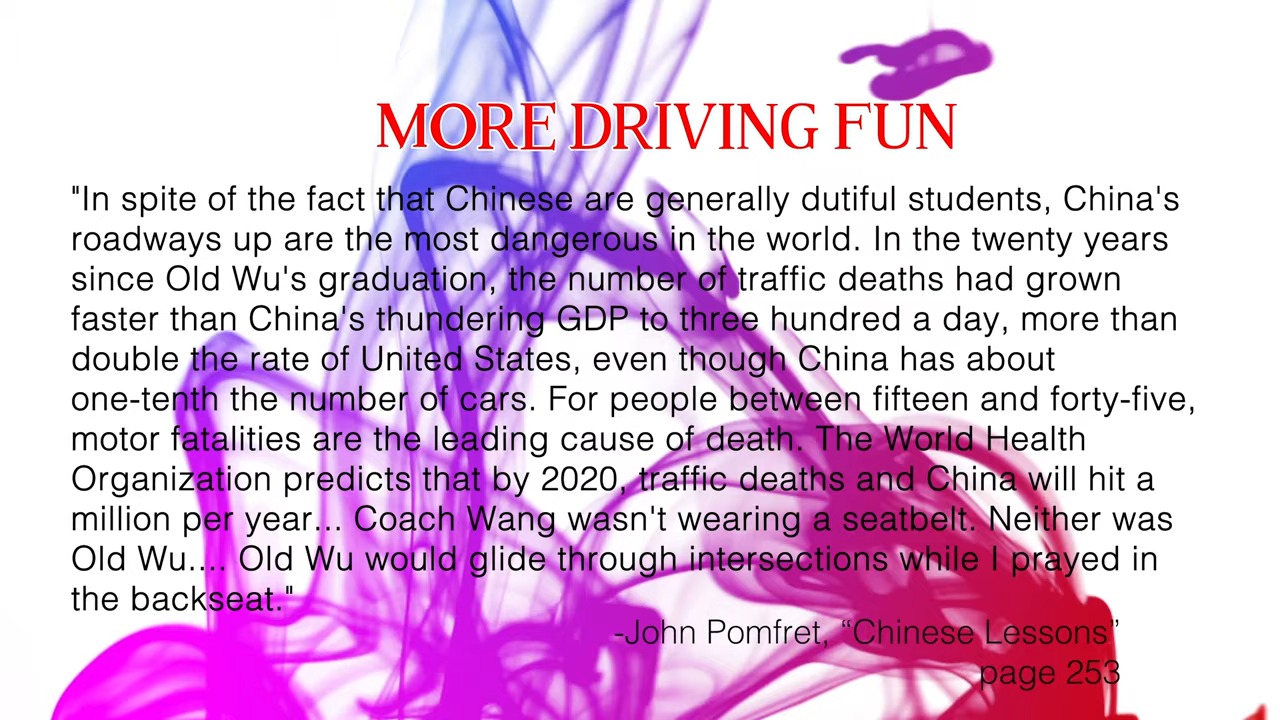 MORE DRIVING FUN
"In spite of the fact that Chinese are generally dutiful students, China's
roadways up are the most dangerous in the world. In the twenty years
since Old Wu's graduation, the number of traffic deaths had grown
faster than China's thundering GDP to three hundred a day, more than
double the rate of United States, even though China has about
one-tenth the number of cars. For people between fifteen and forty-five,
motor fatalities are the leading cause of death. The World Health
Organization predicts that by 2020, traffic deaths and China will hit a
million per year... Coach Wang wasn't wearing a seatbelt. Neither was
Old Wu.... Old Wu would glide through intersections while I prayed in
the backseat."
-John Pomfret, “Chinese Lessons”
page 253